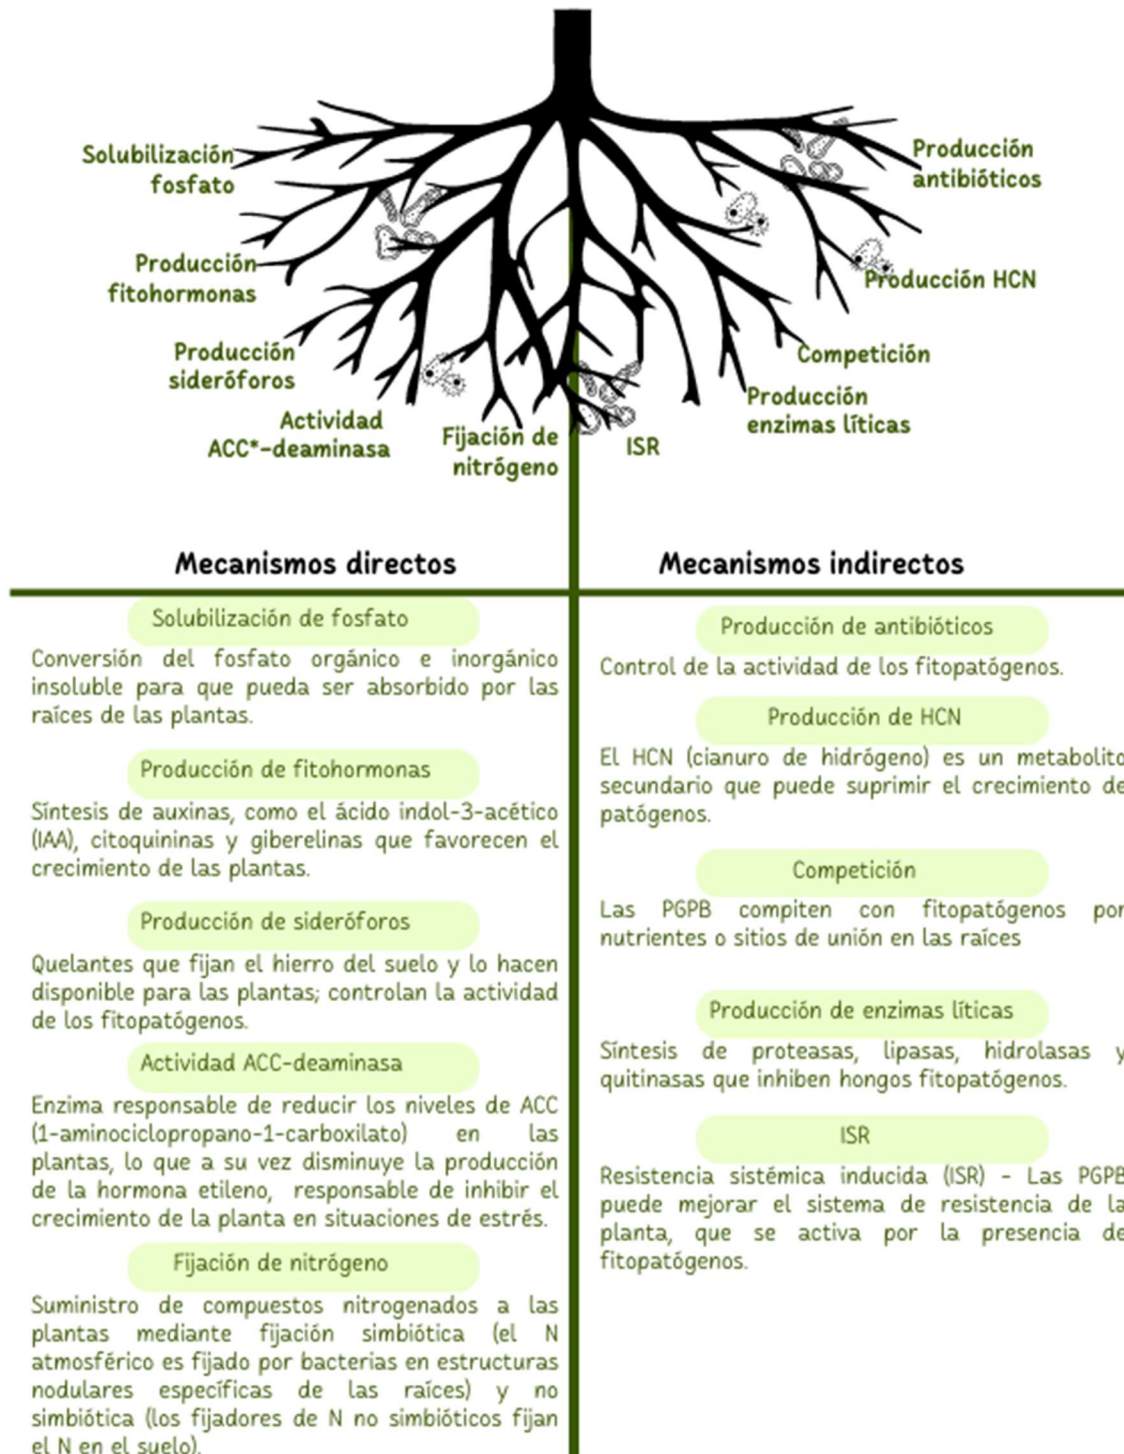 Solubilización
fosfato
Producción
fitohormonas
Producción
sideróforos
Actividad
ACC*-deaminasa
Fijación de
nitrógeno
ISR
Producción
enzimas líticas
Competición
Producción HCN
Producción
antibióticos
Mecanismos directos
Solubilización de fosfato
Conversión del fosfato orgánico e inorgánico
insoluble para que pueda ser absorbido por las
raíces de las plantas.
Producción de fitohormonas
Síntesis de auxinas, como el ácido indol-3-acético
(IAA), citoquininas y giberelinas que favorecen el
crecimiento de las plantas.
Producción de sideróforos
Quelantes que fijan el hierro del suelo y lo hacen
disponible para las plantas; controlan la actividad
de los fitopatógenos.
Actividad ACC-deaminasa
Enzima responsable de reducir los niveles de ACC
(1-aminociclopropano-1-carboxilato) en las
plantas, lo que a su vez disminuye la producción
de la hormona etileno, responsable de inhibir el
crecimiento de la planta en situaciones de estrés.
Fijación de nitrógeno
Suministro de compuestos nitrogenados a las
plantas mediante fijación simbiótica (el N
atmosférico es fijado por bacterias en estructuras
nodulares específicas de las raíces) y no
simbiótica (los fijadores de N no simbióticos fijan
el N en el suelo).
Mecanismos indirectos
Producción de antibióticos
Control de la actividad de los fitopatógenos.
Producción de HCN
El HCN (cianuro de hidrógeno) es un metabolito
secundario que puede suprimir el crecimiento de
patógenos.
Competición
Las PGPB compiten con fitopatógenos por
nutrientes o sitios de unión en las raíces
Producción de enzimas líticas
Síntesis de proteasas, lipasas, hidrolasas y
quitinasas que inhiben hongos fitopatógenos.
ISR
Resistencia sistémica inducida (ISR) - Las PGPB
puede mejorar el sistema de resistencia de la
planta, que se activa por la presencia de
fitopatógenos.